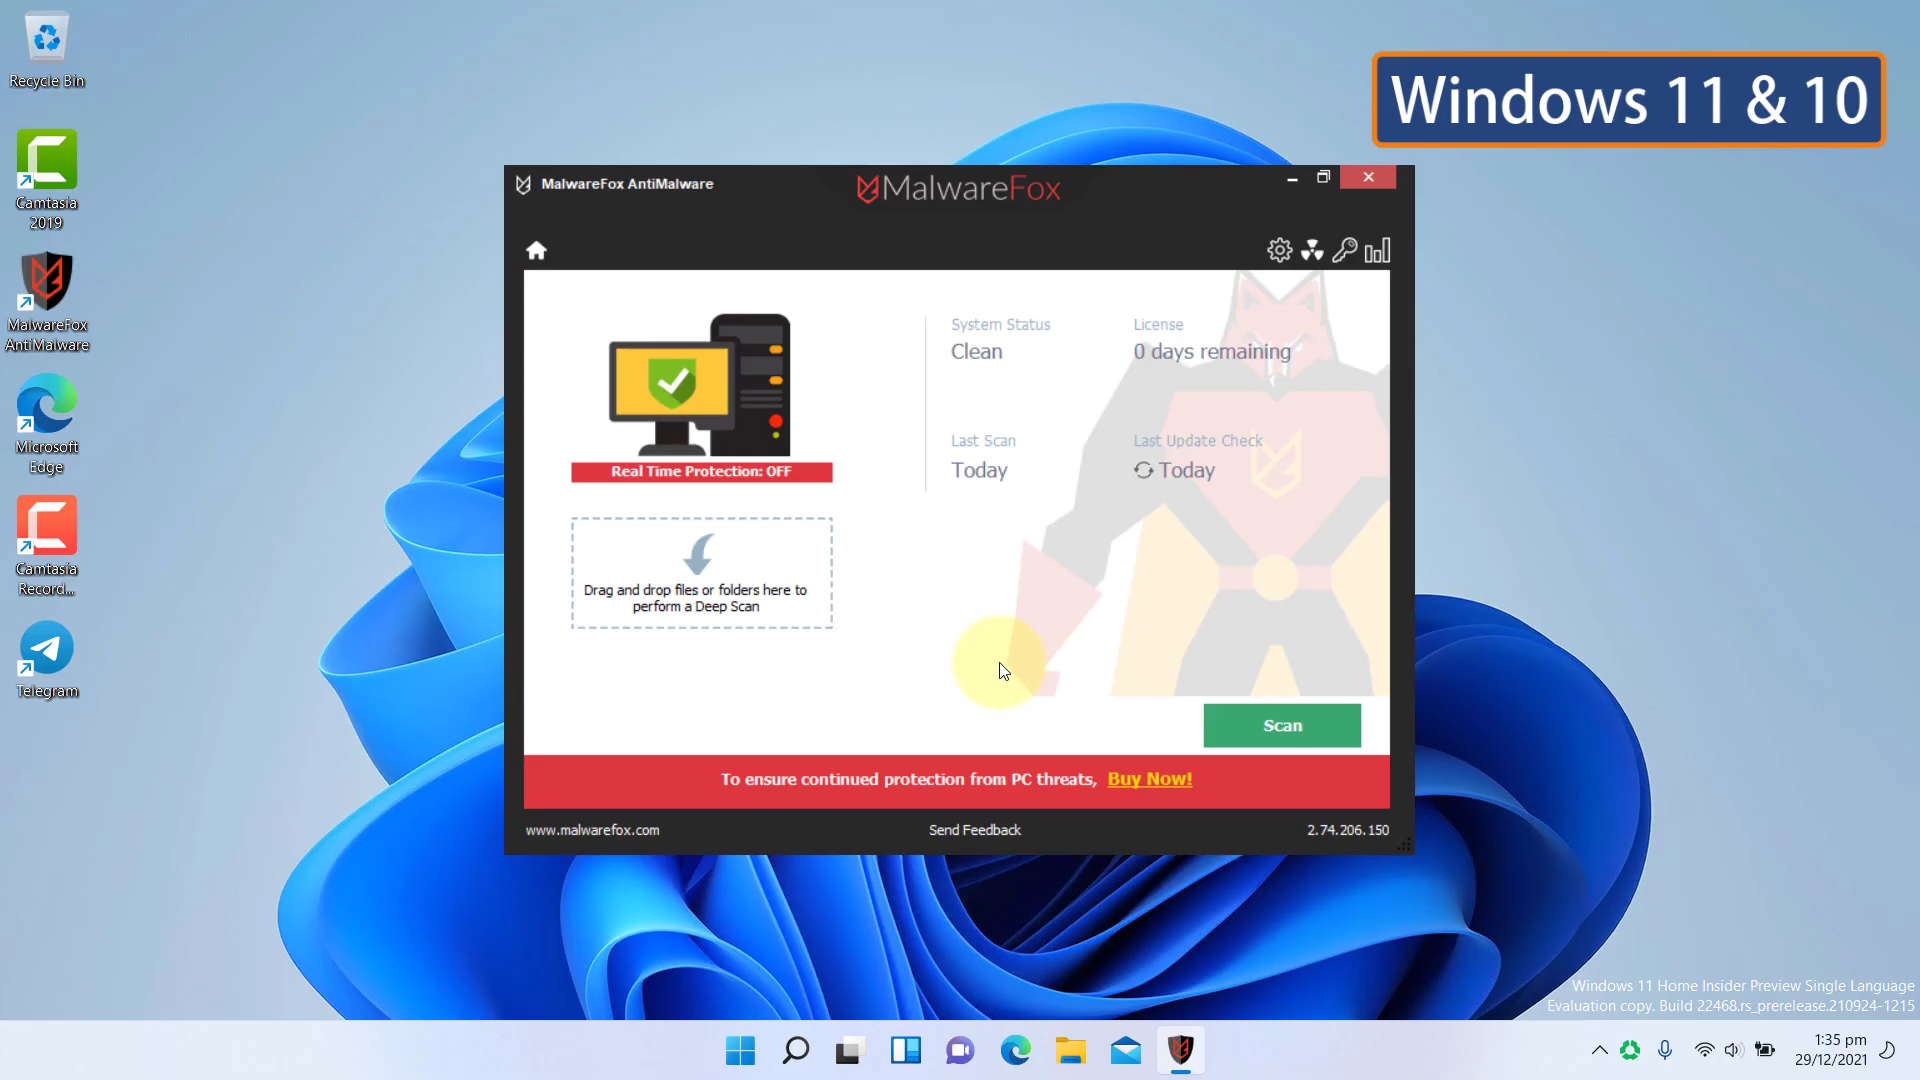 Recycle Bin
Camtasia
2019
MalwareFox
AntiMalware
Microsoft
Edge
Camtasia
Record...
Telegram
Windows 11 & 10
MalwareFox AntiMalware
MalwareFox
System Status
Clean
License
0 days remaining
Last Scan
Today
Last Update Check
Today
Real Time Protection: OFF
Drag and drop files or folders here to
perform a Deep Scan
Scan
To ensure continued protection from PC threats, Buy Now!
www.malwarefox.com
Send Feedback
2.74.206.150
Windows 11 Home Insider Preview Single Language
Evaluation copy. Build 22468.rs_prerelease.210924-1215
1:35 pm
29/12/2021